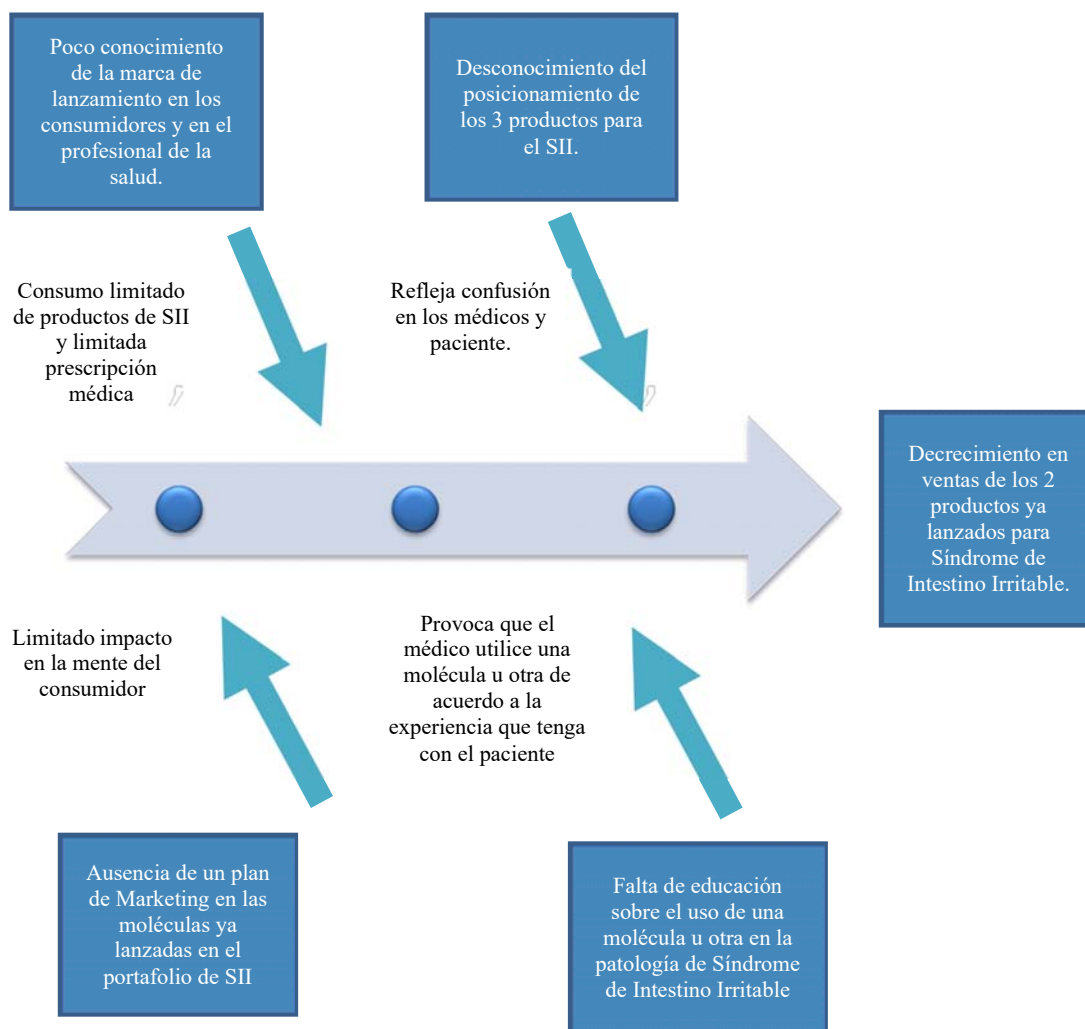 Poco conocimiento
de la marca de
lanzamiento en los
consumidores y en el
profesional de la
salud.
Desconocimiento del
posicionamiento de
los 3 productos para
el SII.
Consumo limitado
de productos de SII
y limitada
prescripción
médica
Refleja confusión
en los médicos y
paciente.
Decrecimiento en
ventas de los 2
productos ya
lanzados para
Síndrome de
Intestino Irritable.
Limitado impacto
en la mente del
consumidor
Provoca que el
médico utilice una
molécula u otra de
acuerdo a la
experiencia que tenga
con el paciente
Ausencia de un plan
de Marketing en las
moléculas ya
lanzadas en el
portafolio de SII
Falta de educación
sobre el uso de una
molécula u otra en la
patología de Síndrome
de Intestino Irritable